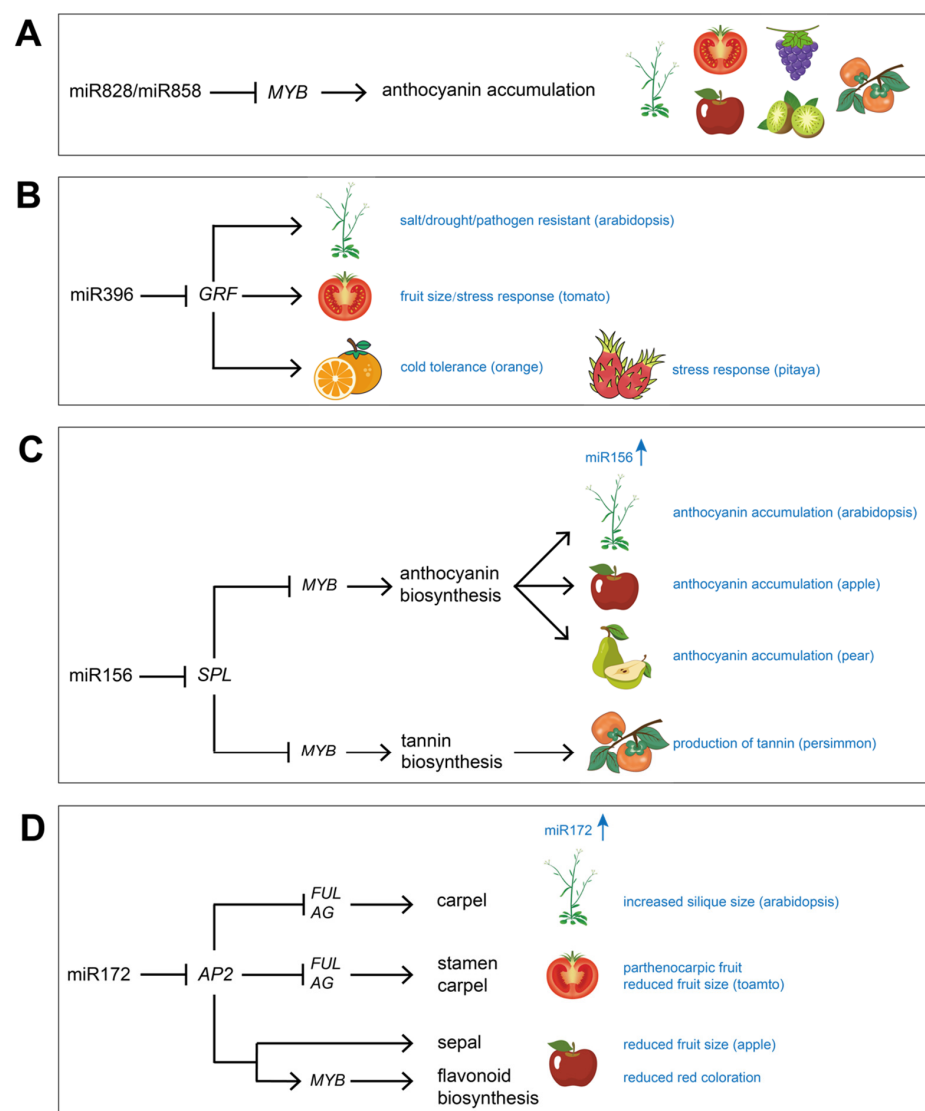 A
miR828/miR858
MYB
anthocyanin accumulation
B
miR396
GRF
salt/drought/pathogen resistant (arabidopsis)
fruit size/stress response (tomato)
cold tolerance (orange)
stress response (pitaya)
C
miR156
miR156
SPL
MYB
anthocyanin
biosynthesis
anthocyanin accumulation (arabidopsis)
anthocyanin accumulation (apple)
anthocyanin accumulation (pear)
MYB
tannin
biosynthesis
production of tannin (persimmon)
D
miR172
miR172
AP2
FUL
AG
carpel
increased silique size (arabidopsis)
FUL
AG
stamen
carpel
parthenocarpic fruit
reduced fruit size (toamto)
sepal
reduced fruit size (apple)
MYB
flavonoid
biosynthesis
reduced red coloration